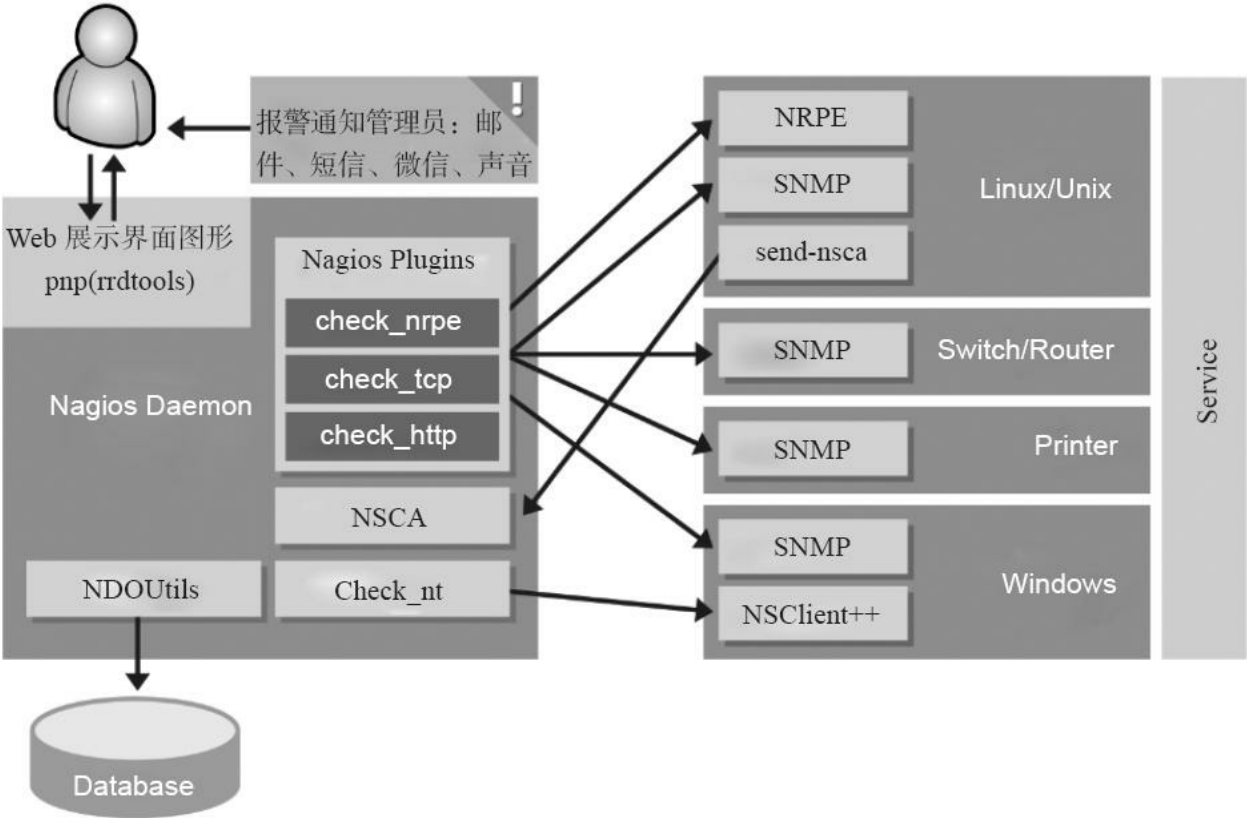 报警通知管理员：邮
件、短信、微信、声音
!
Web 展示界面图形
pnp(rrdtools)
Nagios Daemon
Nagios Plugins
check_nrpe
check_tcp
check_http
NSCA
NDOUtils
Check_nt
Database
NRPE
SNMP
send-nsca
Linux/Unix
SNMP
Switch/Router
SNMP
Printer
SNMP
NSClient++
Windows
Service